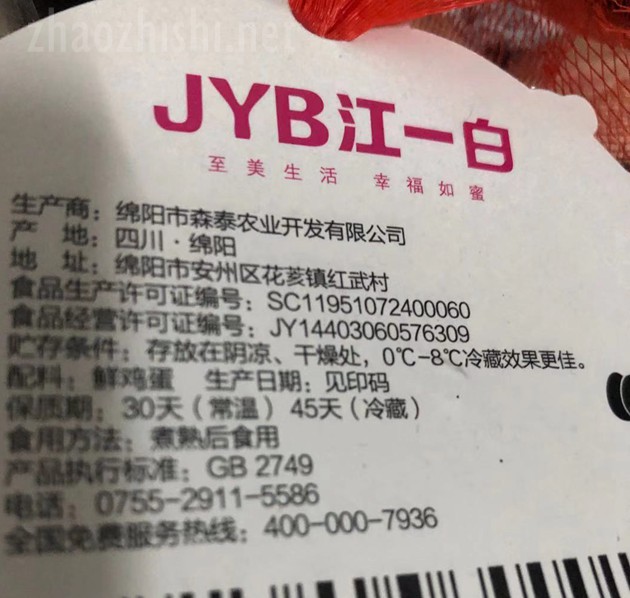 zhaozhishi.net
JYB江一白
至美生活 幸福如蜜
生产商：绵阳市森泰农业开发有限公司
产 地：四川·绵阳
地 址：绵阳市安州区花荄镇红武村
食品生产许可证编号：SC11951072400060
食品经营许可证编号：JY14403060576309
贮存条件：存放在阴凉、干燥处，0℃-8℃冷藏效果更佳。
配料：鲜鸡蛋 生产日期：见印码
保质期：30天（常温）45天（冷藏）
食用方法：煮熟后食用
产品执行标准：GB 2749
电话：0755-2911-5586
全国免费服务热线：400-000-7936